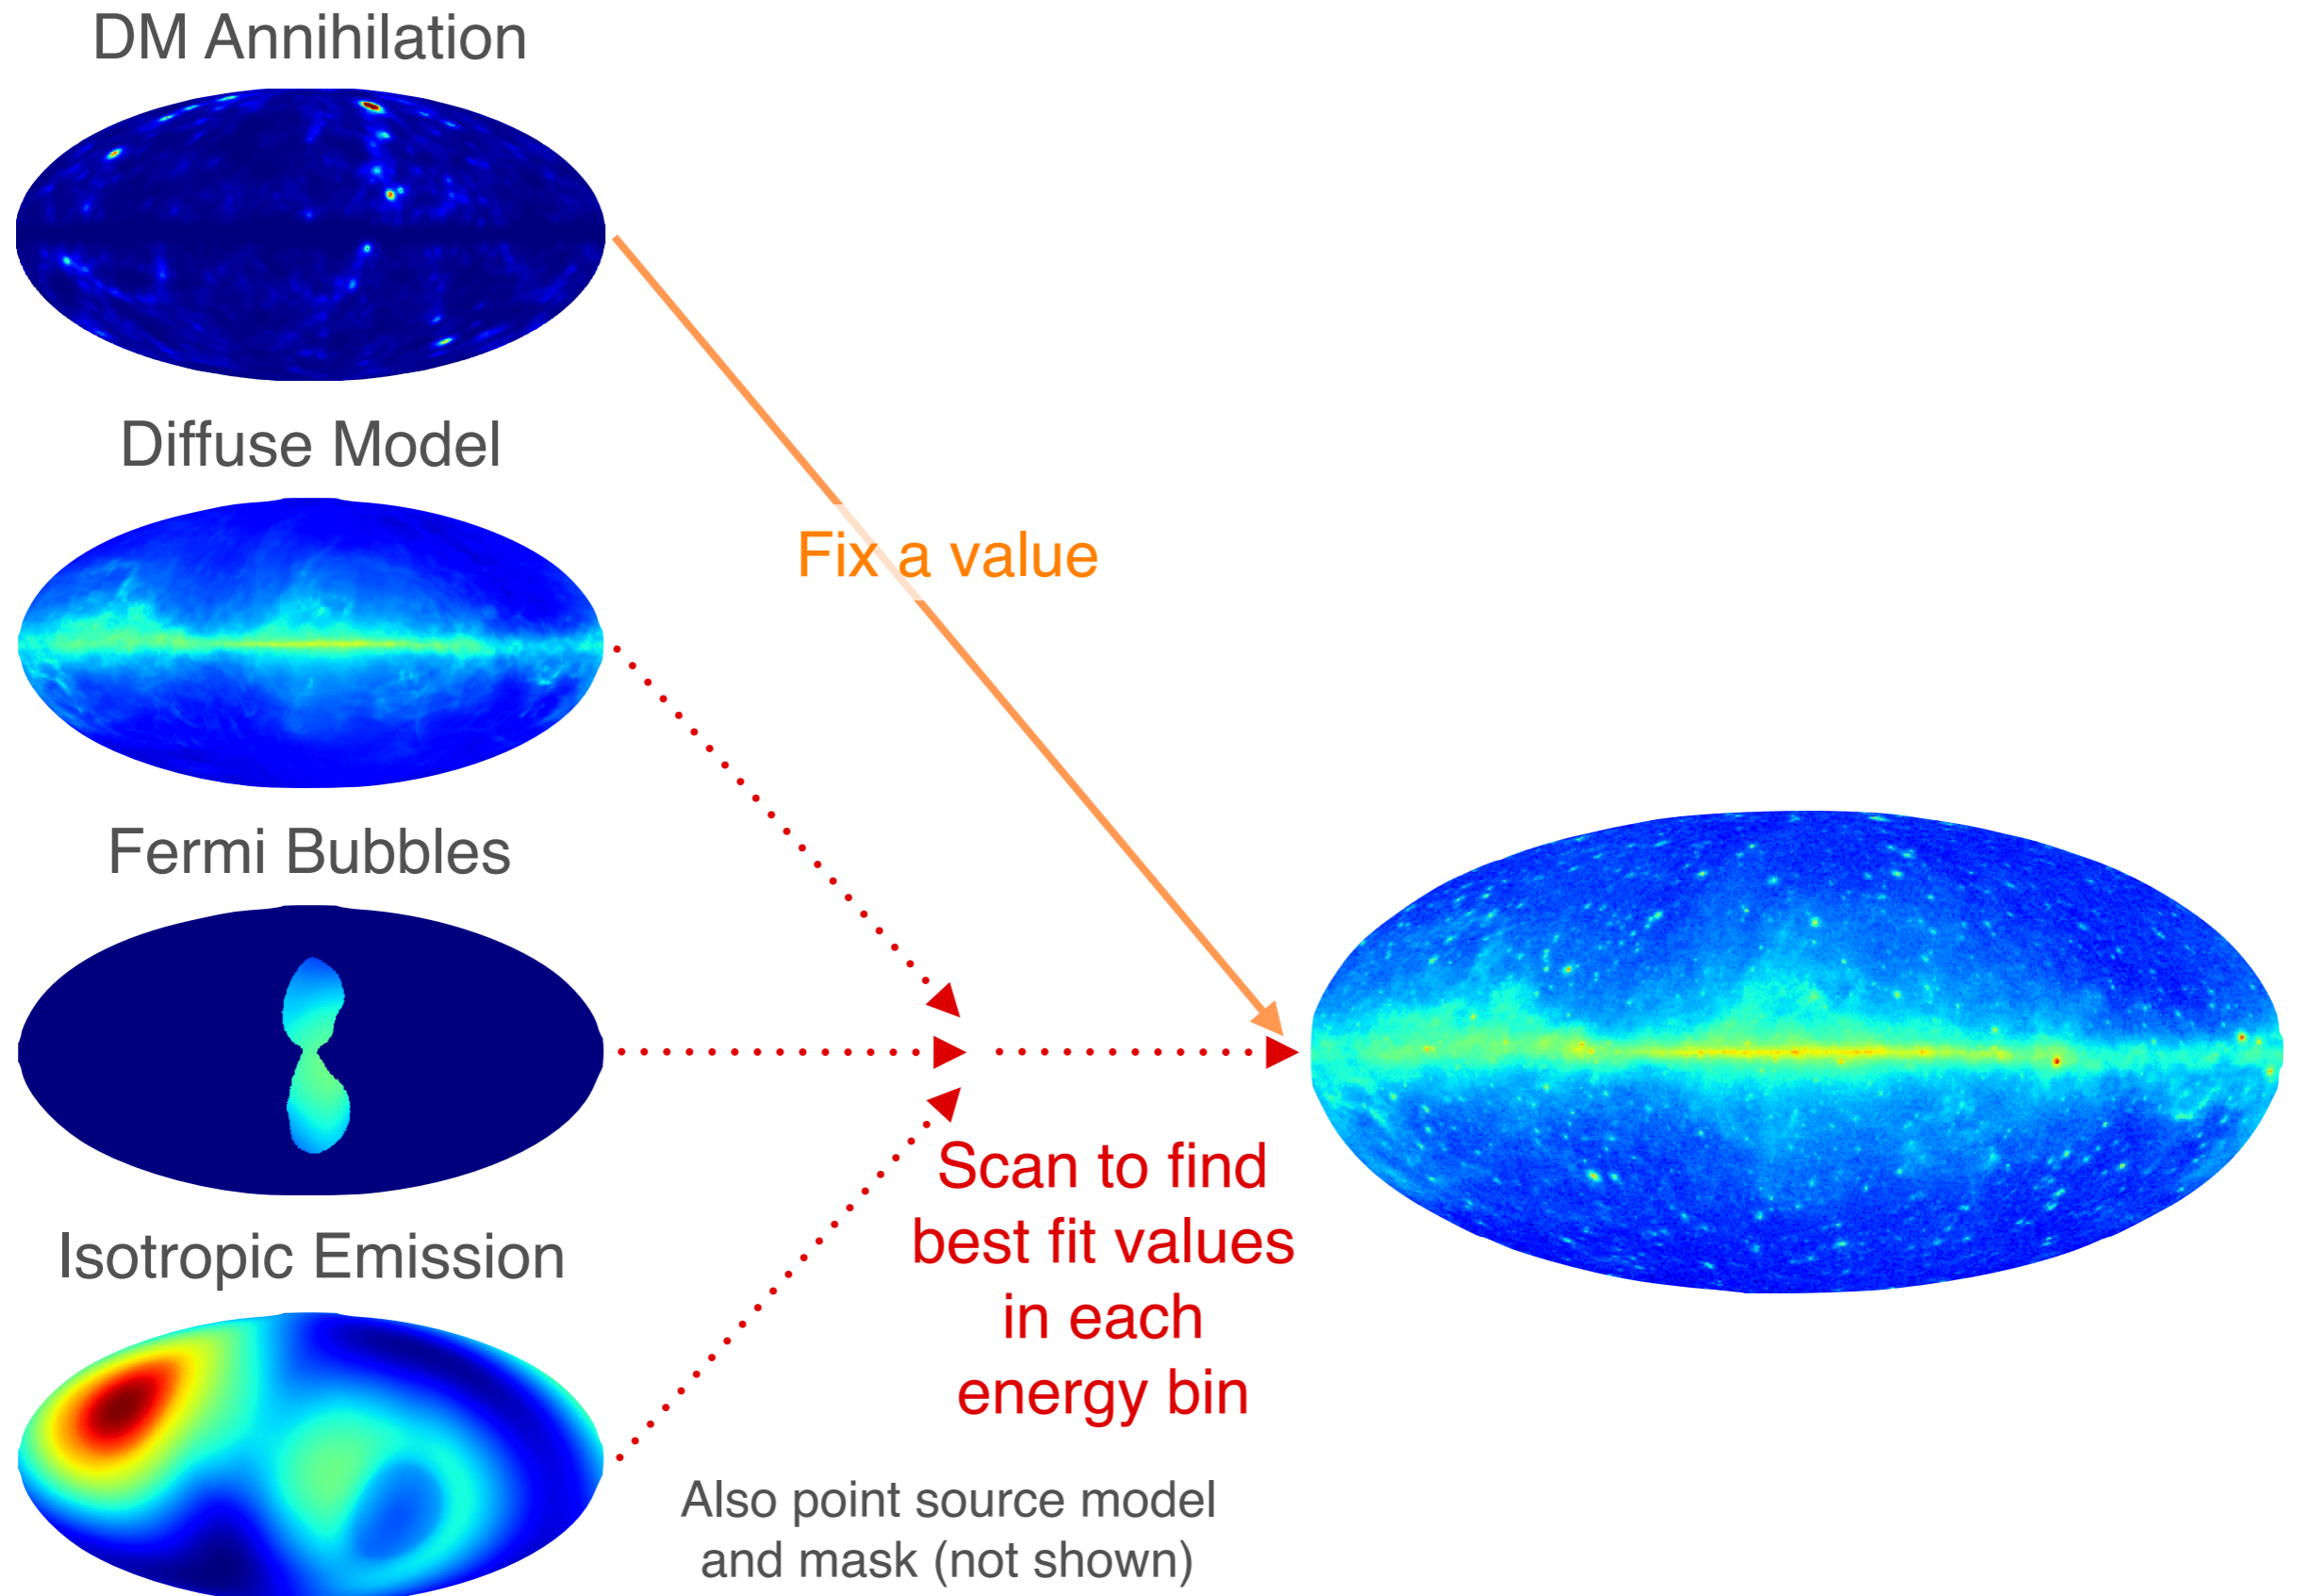 DM Annihilation
Diffuse Model
Fix a value
Fermi Bubbles
Scan to find
best fit values
in each
energy bin
Isotropic Emission
Also point source model
and mask (not shown)